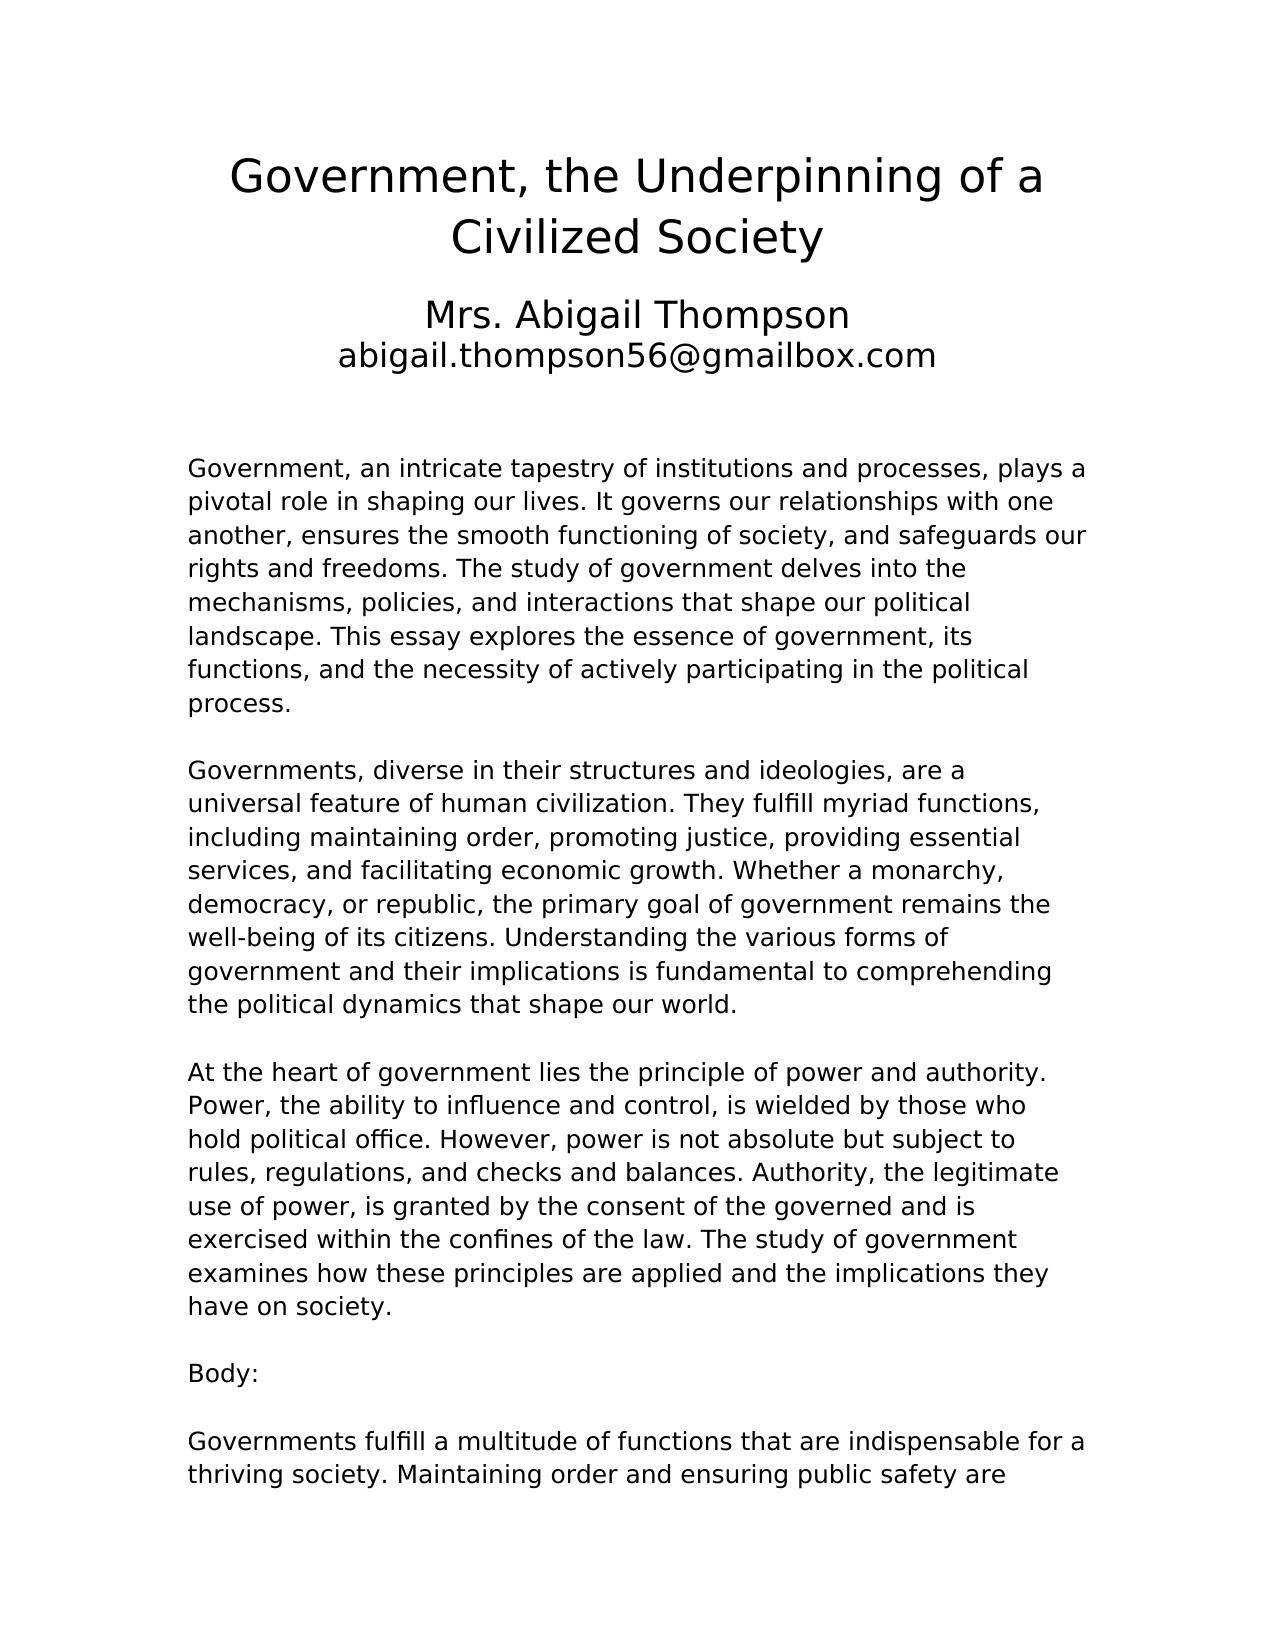 Government, the Underpinning of a
Civilized Society
Mrs. Abigail Thompson
abigail.thompson56@gmailbox.com
Government, an intricate tapestry of institutions and processes, plays a
pivotal role in shaping our lives. It governs our relationships with one
another, ensures the smooth functioning of society, and safeguards our
rights and freedoms. The study of government delves into the
mechanisms, policies, and interactions that shape our political
landscape. This essay explores the essence of government, its
functions, and the necessity of actively participating in the political
process.
Governments, diverse in their structures and ideologies, are a
universal feature of human civilization. They fulfill myriad functions,
including maintaining order, promoting justice, providing essential
services, and facilitating economic growth. Whether a monarchy,
democracy, or republic, the primary goal of government remains the
well-being of its citizens. Understanding the various forms of
government and their implications is fundamental to comprehending
the political dynamics that shape our world.
At the heart of government lies the principle of power and authority.
Power, the ability to influence and control, is wielded by those who
hold political office. However, power is not absolute but subject to
rules, regulations, and checks and balances. Authority, the legitimate
use of power, is granted by the consent of the governed and is
exercised within the confines of the law. The study of government
examines how these principles are applied and the implications they
have on society.
Body:
Governments fulfill a multitude of functions that are indispensable for a
thriving society. Maintaining order and ensuring public safety are